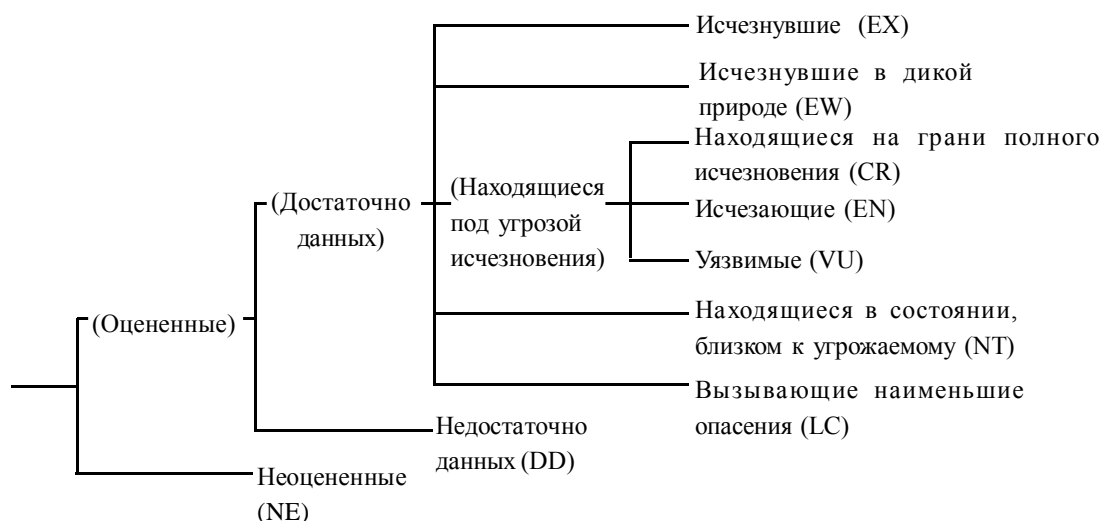 Исчезнувшие (EX)
Исчезнувшие в дикой
природе (EW)
Находящиеся на грани полного
исчезновения (CR)
(Находящиеся
под угрозой
исчезновения)
(Достаточно
данных)
Исчезающие (EN)
Уязвимые (VU)
(Оцененные)
Находящиеся в состоянии,
близком к угрожаемому (NT)
Вызывающие наименьшие
опасения (LC)
Недостаточно
данных (DD)
Неоцененные
(NE)